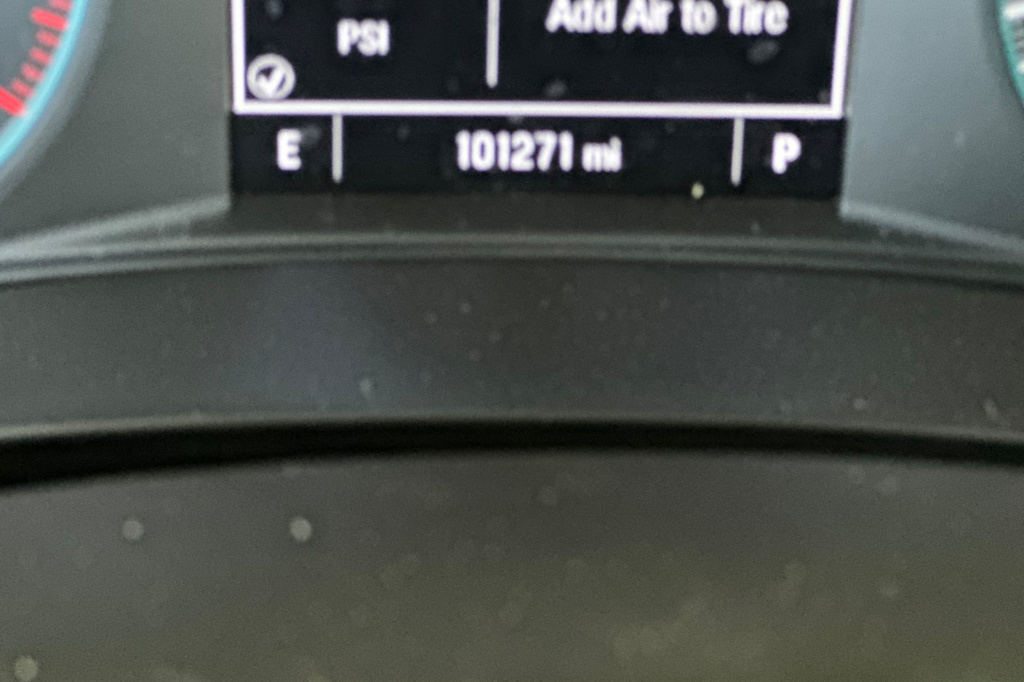 Add Air to Tire
PSI
E 101271 mi P